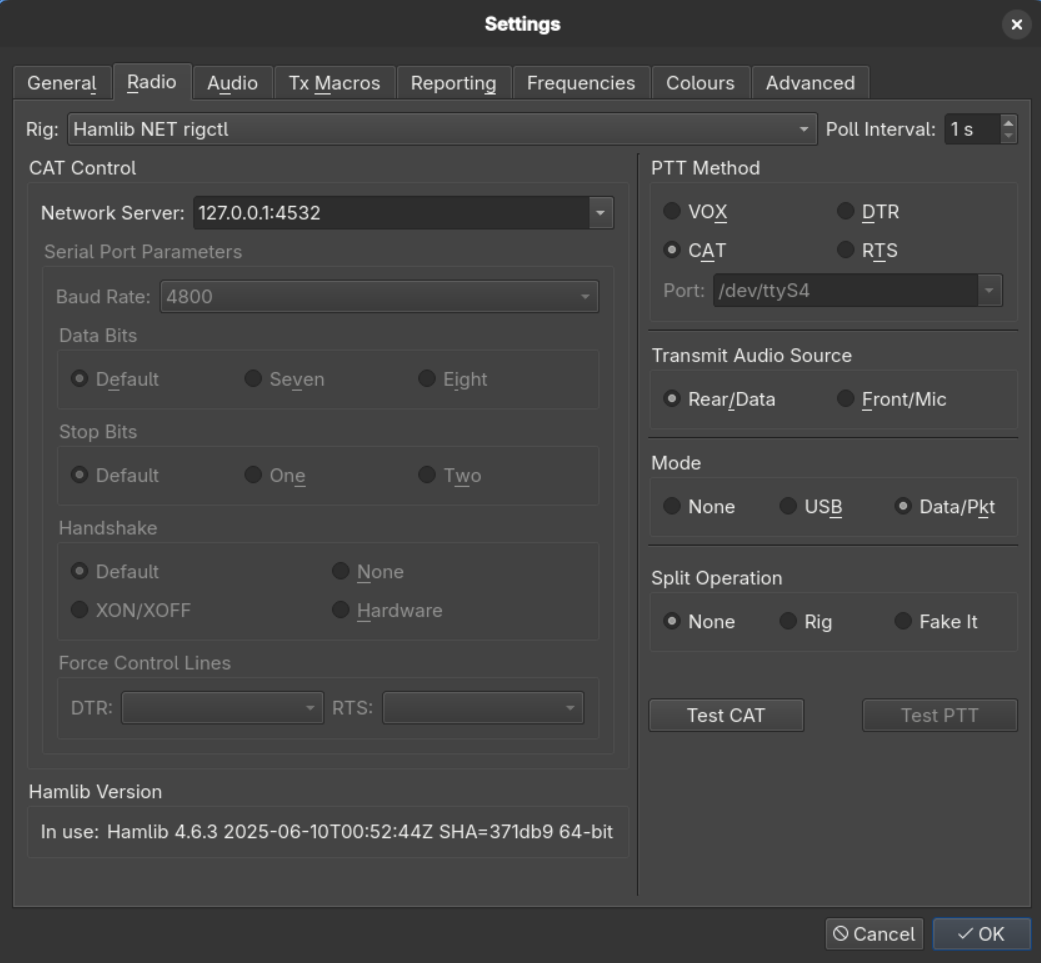 Settings
General Radio Audio Tx Macros Reporting Frequencies Colours Advanced
Rig: Hamlib NET rigctl Poll Interval: 1 s
CAT Control
Network Server: 127.0.0.1:4532
Serial Port Parameters
Baud Rate: 4800
Data Bits
Default Seven Eight
Stop Bits
Default One Two
Handshake
Default None
XON/XOFF Hardware
Force Control Lines
DTR: RTS:
Hamlib Version
In use: Hamlib 4.6.3 2025-06-10T00:52:44Z SHA=371db9 64-bit
PTT Method
VOX DTR
CAT RTS
Port: /dev/ttyS4
Transmit Audio Source
Rear/Data Front/Mic
Mode
None USB Data/Pkt
Split Operation
None Rig Fake It
Test CAT Test PTT
Cancel OK